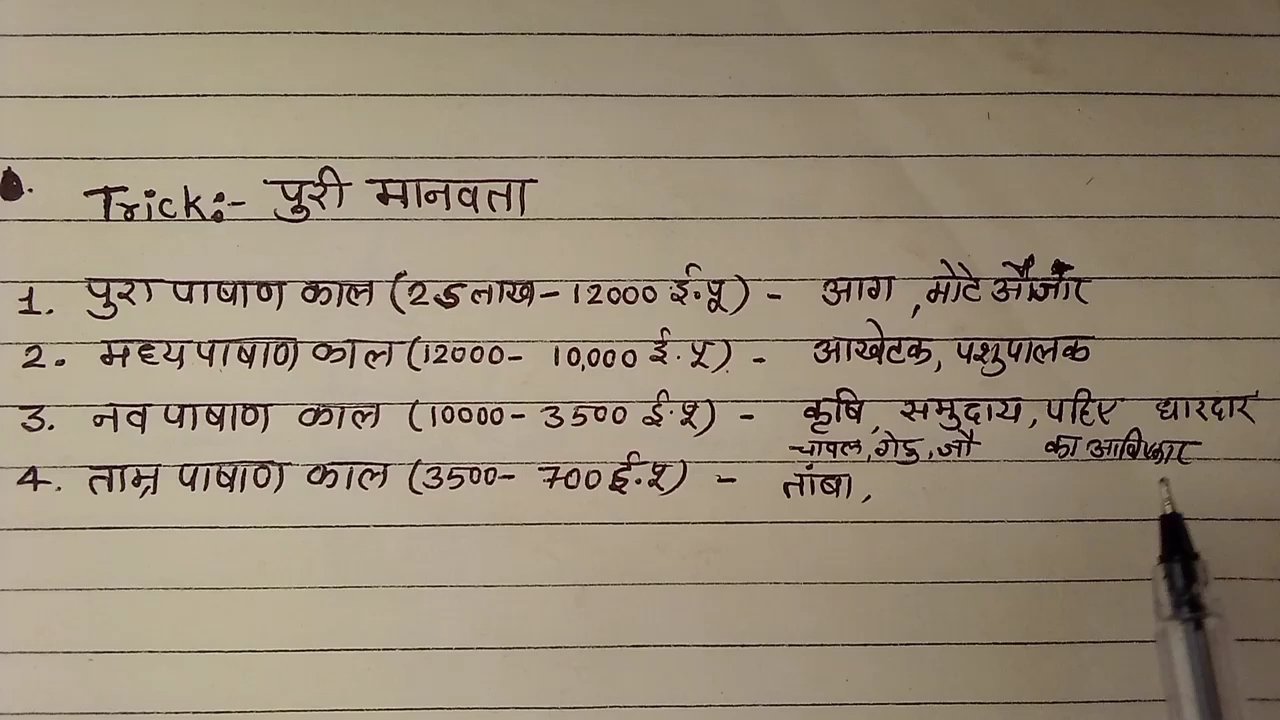 Trick:- पुरी मानवता
1. पुरा पाषाण काल (25 लाख - 12000 ई.पू) - आग, मोटे औजार
2. मध्य पाषाण काल (12000 - 10,000 ई.पू) - आखेटक, पशुपालक
3. नव पाषाण काल (10000 - 3500 ई.पू) - कृषि, समुदाय, पहिए धारदार
चावल, गेहु, जौ का आविष्कार
4. ताम्र पाषाण काल (3500 - 700 ई.पू) - तांबा,